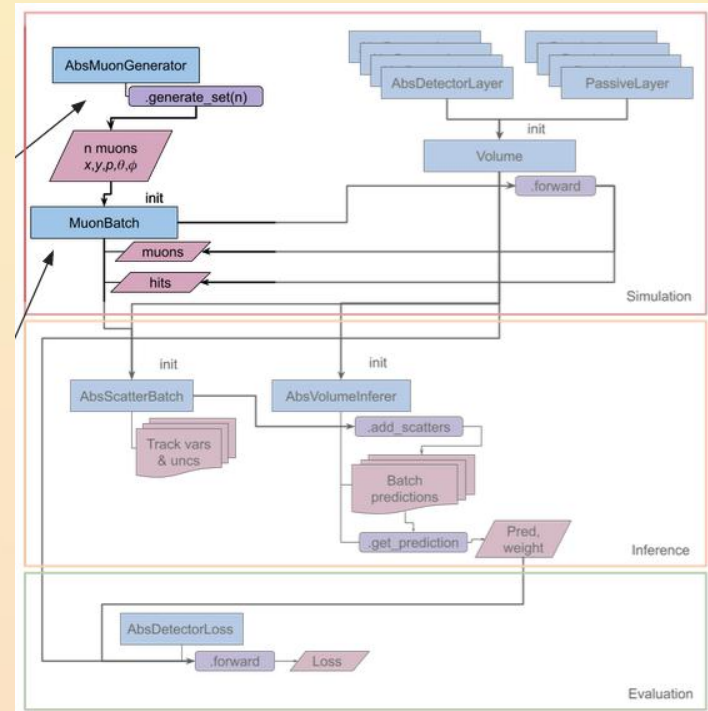 AbsMuonGenerator
.generate_set(n)
n muons
x,y,p,θ,ϕ
init
MuonBatch
muons
hits
AbsDetectorLayer
PassiveLayer
init
Volume
.forward
Simulation
init
init
AbsScatterBatch
AbsVolumeInferer
.add_scatters
Track vars
& uncs
Batch
predictions
.get_prediction
Pred,
weight
Inference
AbsDetectorLoss
.forward
Loss
Evaluation